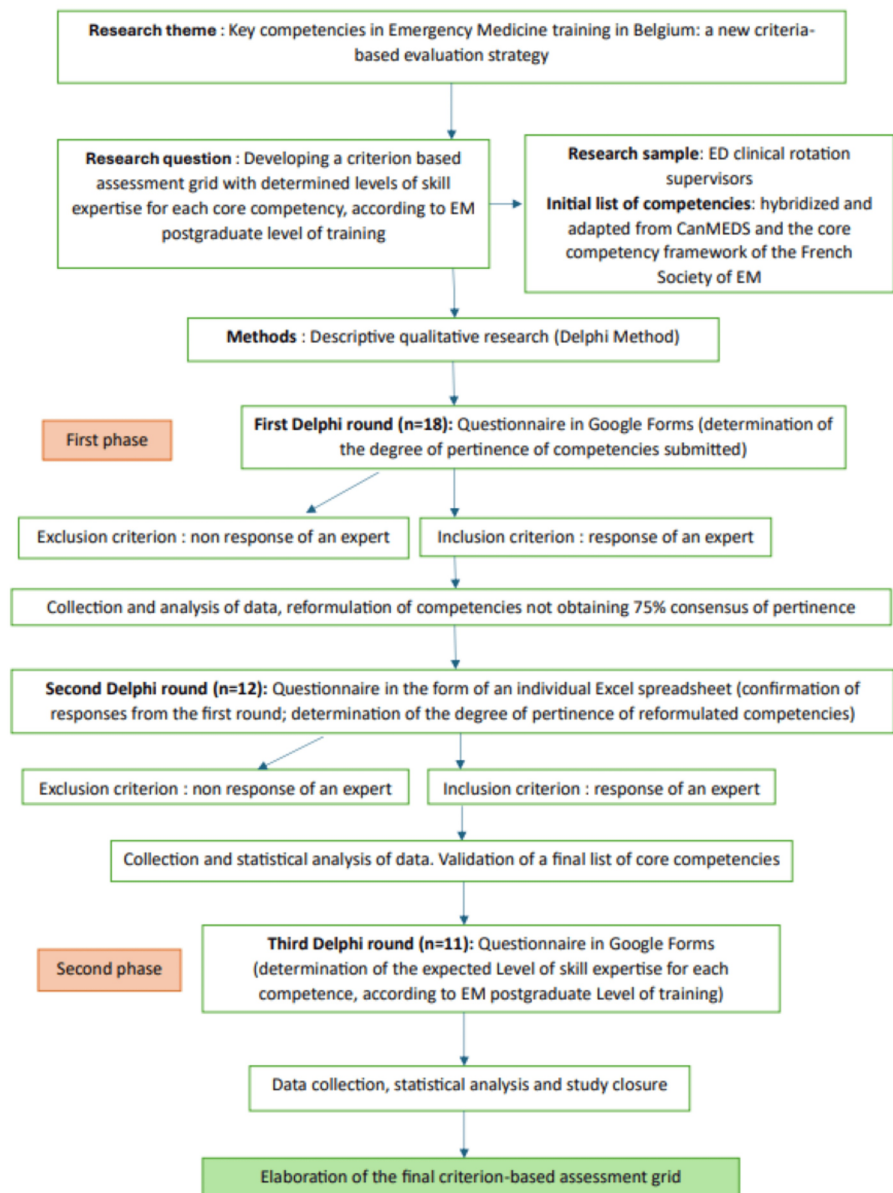 Research theme : Key competencies in Emergency Medicine training in Belgium: a new criteria-
based evaluation strategy
Research question : Developing a criterion based
assessment grid with determined levels of skill
expertise for each core competency, according to EM
postgraduate level of training
Research sample: ED clinical rotation
supervisors
Initial list of competencies: hybridized and
adapted from CanMEDS and the core
competency framework of the French
Society of EM
Methods : Descriptive qualitative research (Delphi Method)
First phase
First Delphi round (n=18): Questionnaire in Google Forms (determination of
the degree of pertinence of competencies submitted)
Exclusion criterion : non response of an expert
Inclusion criterion : response of an expert
Collection and analysis of data, reformulation of competencies not obtaining 75% consensus of pertinence
Second Delphi round (n=12): Questionnaire in the form of an individual Excel spreadsheet (confirmation of
responses from the first round; determination of the degree of pertinence of reformulated competencies)
Exclusion criterion : non response of an expert
Inclusion criterion : response of an expert
Collection and statistical analysis of data. Validation of a final list of core competencies
Second phase
Third Delphi round (n=11): Questionnaire in Google Forms
(determination of the expected Level of skill expertise for each
competence, according to EM postgraduate Level of training)
Data collection, statistical analysis and study closure
Elaboration of the final criterion-based assessment grid